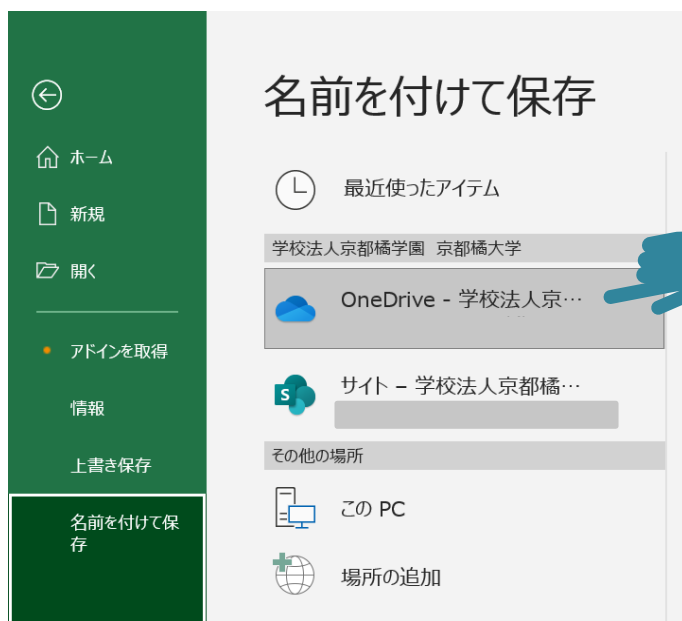 名前を付けて保存
ホーム
新規
開く
アドインを取得
情報
上書き保存
名前を付けて保
存
最近使ったアイテム
学校法人京都橘学園 京都橘大学
OneDrive - 学校法人京…
S
サイト – 学校法人京都橘…
その他の場所
この PC
場所の追加